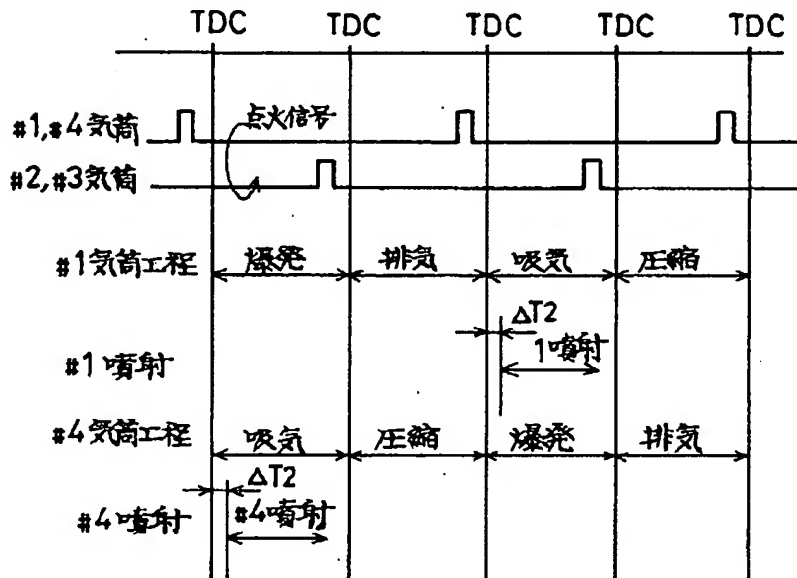 TDC TDC TDC TDC TDC
点火信号
#1,#4気筒
#2,#3気筒
#1気筒工程 爆発 排気 吸気 圧縮
ΔT2
#1噴射 1噴射
#4気筒工程 吸気 圧縮 爆発 排気
ΔT2
#4噴射 #4噴射